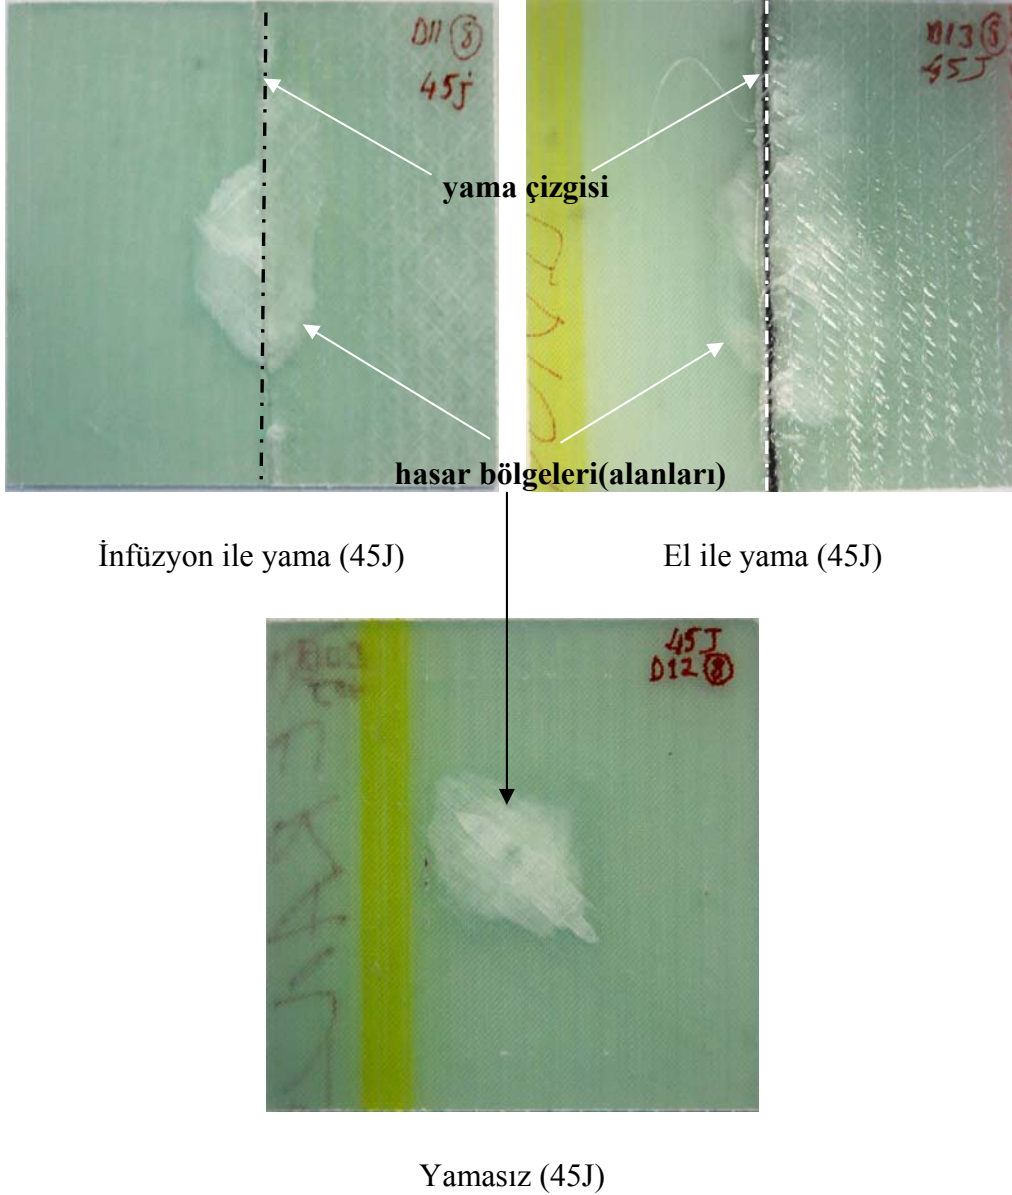 D11 (8)
45j
D13 (8)
45J
yama çizgisi
hasar bölgeleri(alanları)
İnfüzyon ile yama (45J)
El ile yama (45J)
45J
D12 (8)
Yamasız (45J)